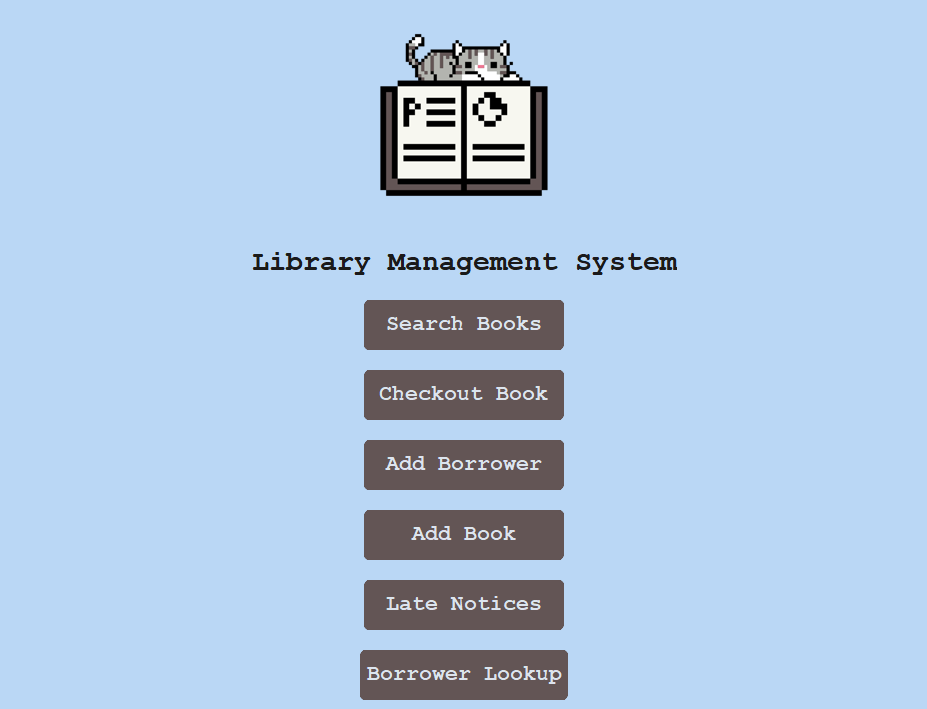 Library Management System
Search Books
Checkout Book
Add Borrower
Add Book
Late Notices
Borrower Lookup